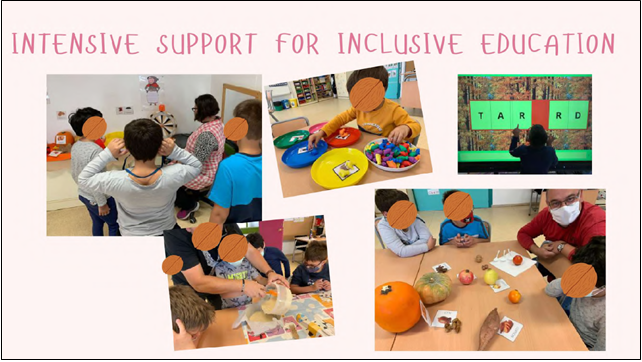 INTENSIVE SUPPORT FOR INCLUSIVE EDUCATION
T A R R D